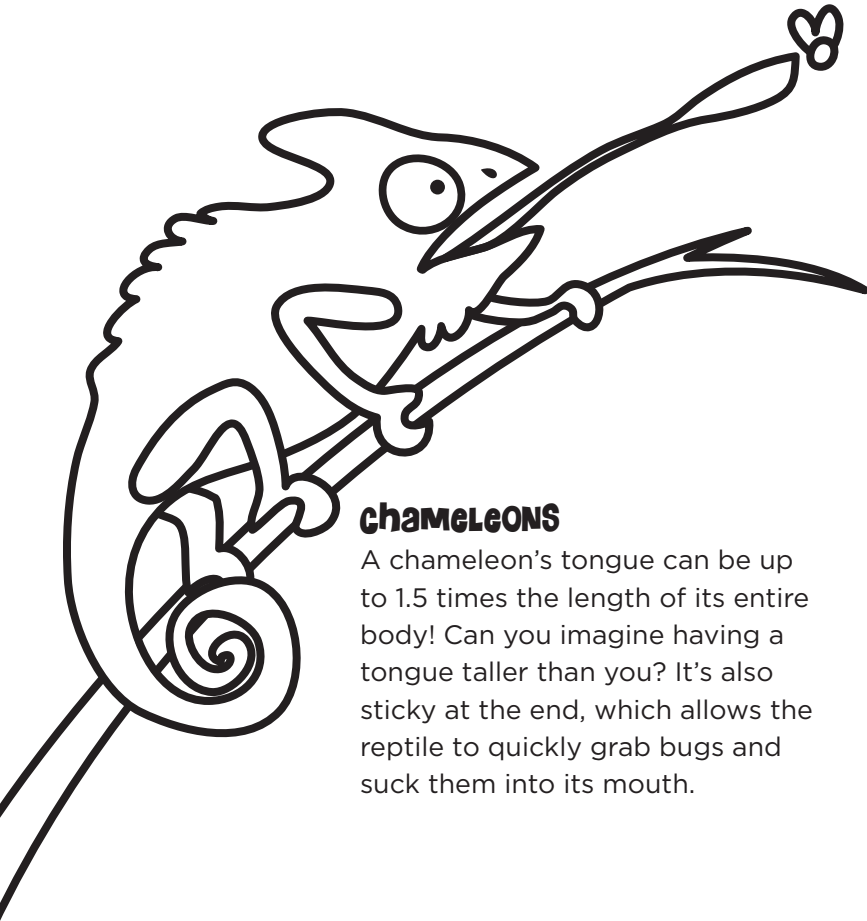 chameLeONS
A chameleon’s tongue can be up
to 1.5 times the length of its entire
body! Can you imagine having a
tongue taller than you? It’s also
sticky at the end, which allows the
reptile to quickly grab bugs and
suck them into its mouth.